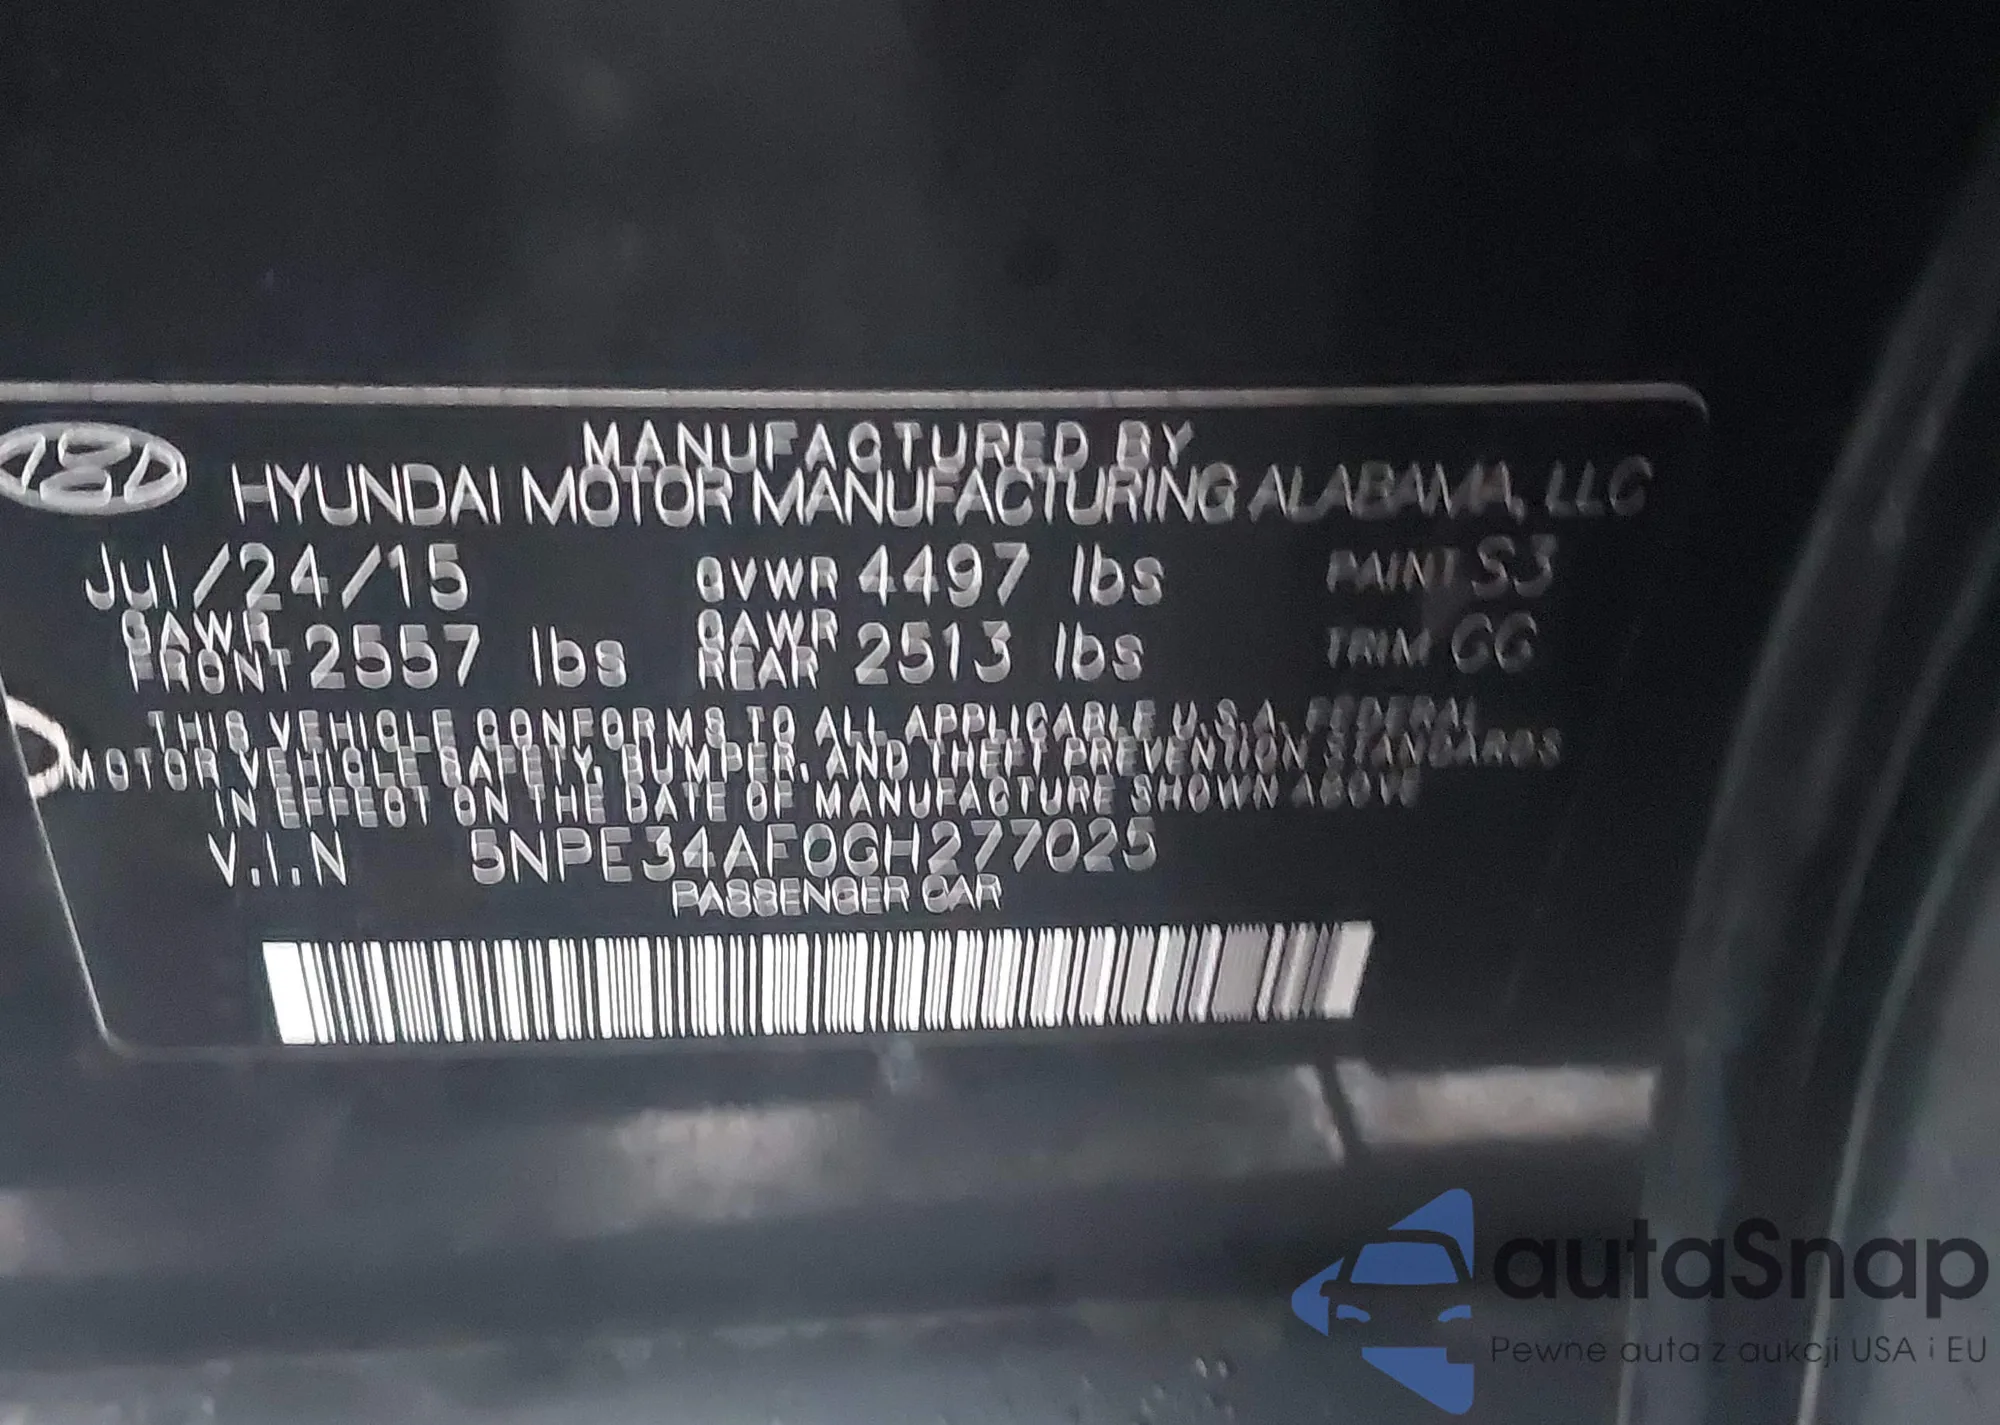 MANUFACTURED BY
HYUNDAI MOTOR MANUFACTURING ALABAMA, LLC
Jul/24/15 GVWR 4497 lbs PAINT S3
GAWR FRONT 2557 lbs GAWR REAR 2513 lbs TRIM GG
THIS VEHICLE CONFORMS TO ALL APPLICABLE U.S.A. FEDERAL
MOTOR VEHICLE SAFETY, BUMPER, AND THEFT PREVENTION STANDARDS
IN EFFECT ON THE DATE OF MANUFACTURE SHOWN ABOVE
V.I.N 5NPE34AF0GH277025
PASSENGER CAR
autaSnap
Pewne auta z aukcji USA i EU